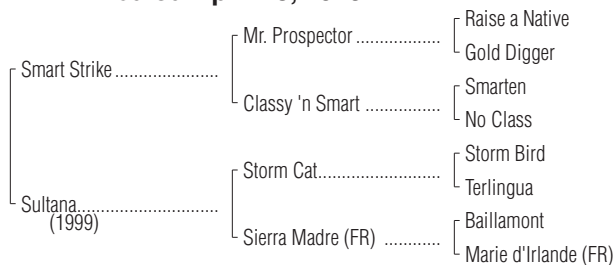 Raise a Native
Mr. Prospector ..................
Gold Digger
Smart Strike ......................
Smarten
Classy 'n Smart ................
No Class
Storm Bird
Storm Cat.........................
Terlingua
Sultana..............................
(1999)
Baillamont
Sierra Madre (FR) ............
Marie d'Irlande (FR)